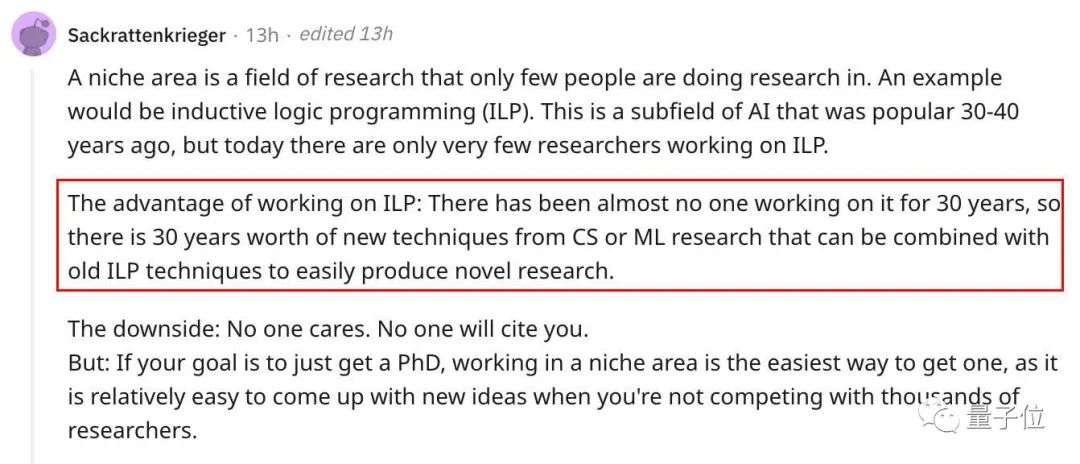 Sackrattenkrieger · 13h · edited 13h
A niche area is a field of research that only few people are doing research in. An example
would be inductive logic programming (ILP). This is a subfield of AI that was popular 30-40
years ago, but today there are only very few researchers working on ILP.
The advantage of working on ILP: There has been almost no one working on it for 30 years, so
there is 30 years worth of new techniques from CS or ML research that can be combined with
old ILP techniques to easily produce novel research.
The downside: No one cares. No one will cite you.
But: If your goal is to just get a PhD, working in a niche area is the easiest way to get one, as it
is relatively easy to come up with new ideas when you're not competing with thousands of
researchers.
量子位